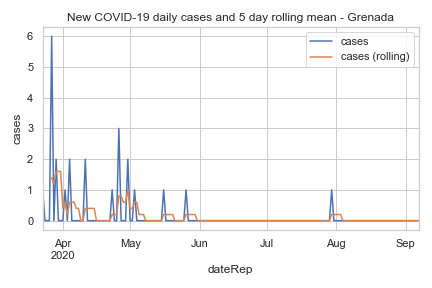 New COVID-19 daily cases and 5 day rolling mean - Grenada
cases
cases (rolling)
cases
6
5
4
3
2
1
0
Apr May Jun Jul Aug Sep
2020
dateRep